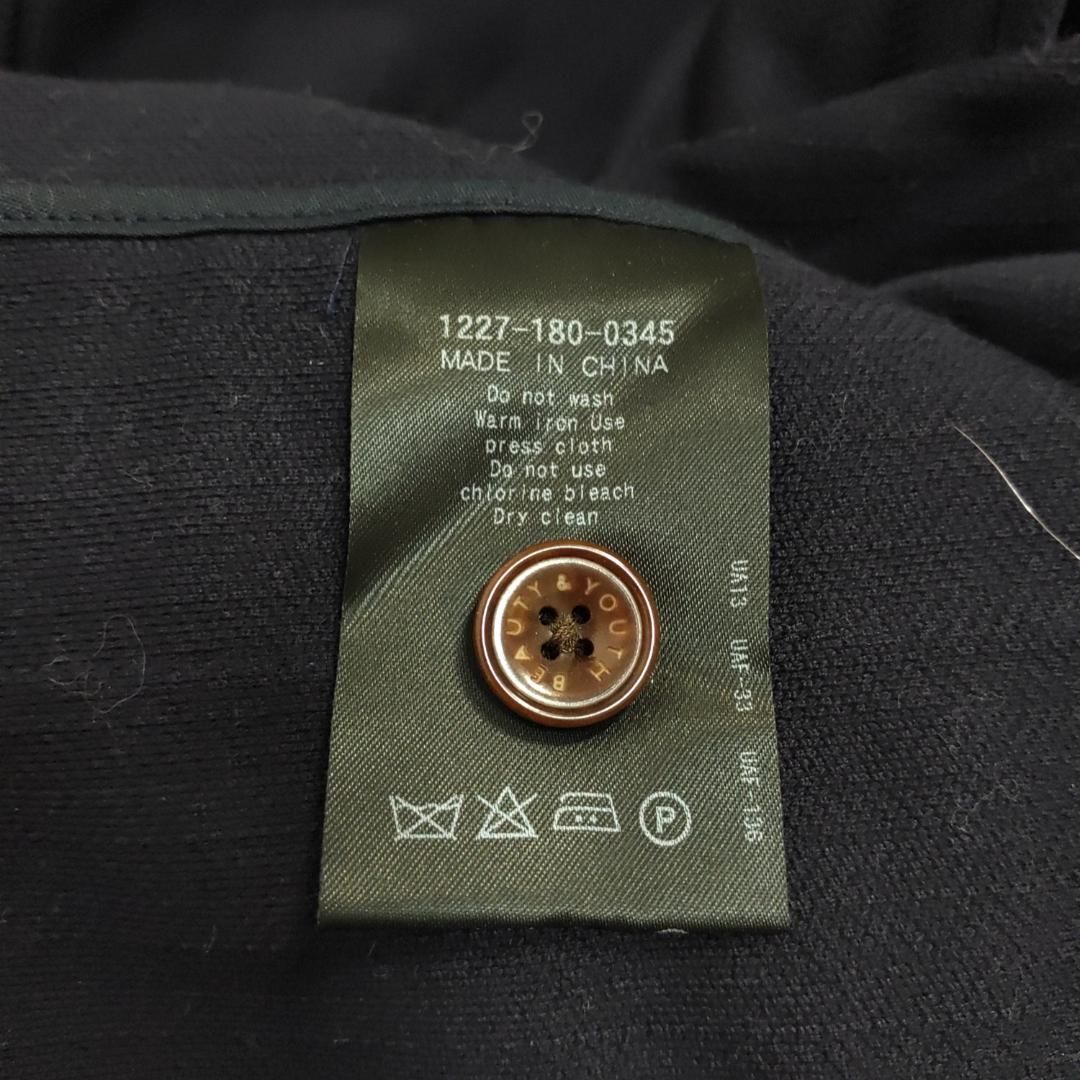 1227-180-0345
MADE IN CHINA
Do not wash
Warm iron Use
press cloth
Do not use
chlorine bleach
Dry clean
BEAUTY & YOUTH
UA13 UAF-33 UAF-136
P